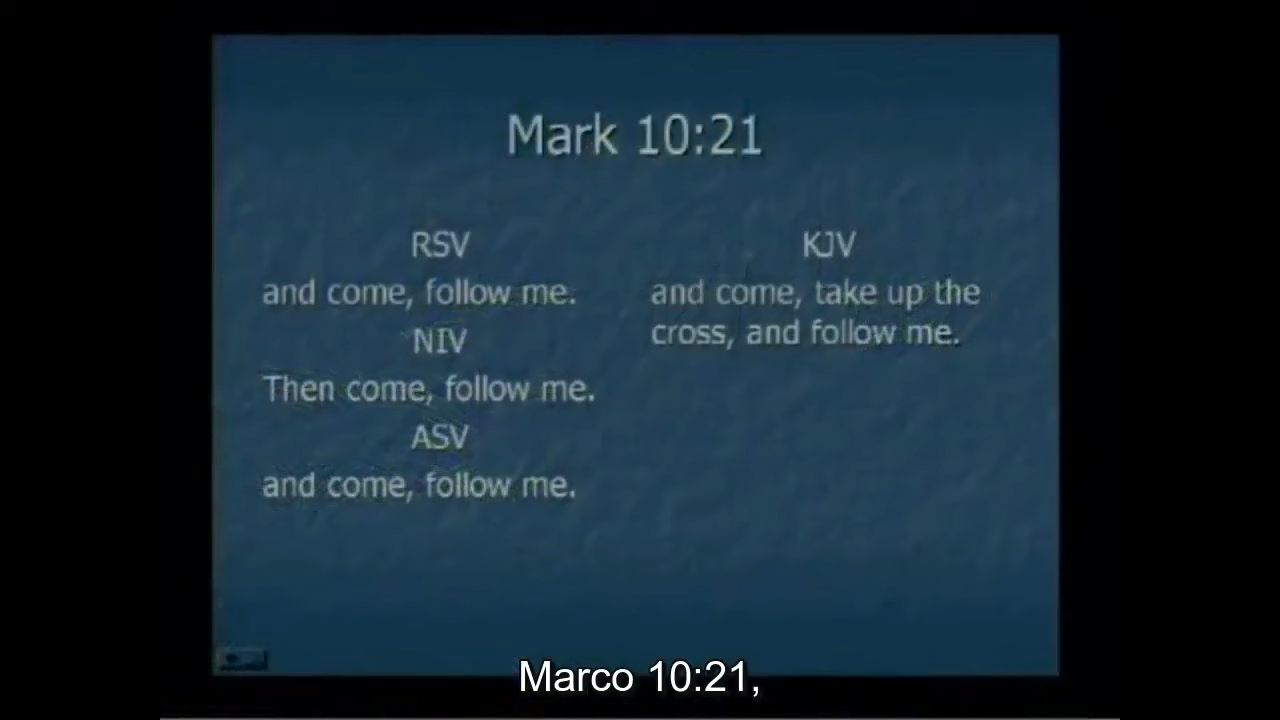 Mark 10:21
RSV
and come, follow me.
NIV
Then come, follow me.
ASV
and come, follow me.
KJV
and come, take up the
cross, and follow me.
Marco 10:21,